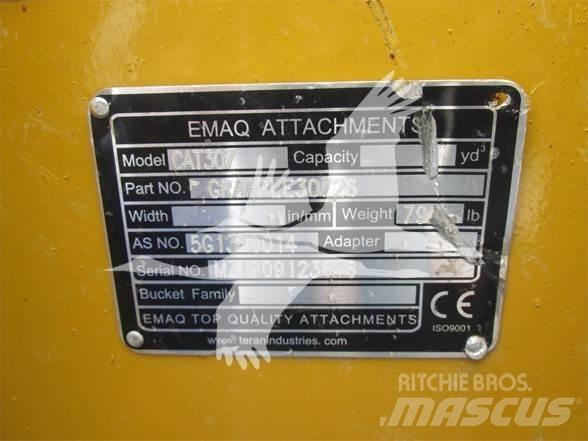 EMAQ ATTACHMENTS
Model CAT307 Capacity yd³
Part NO.
Width in/mm Weight lb
AS NO. Adapter
Serial NO.
Bucket Family
CE
EMAQ TOP QUALITY ATTACHMENTS ISO9001
www.teranindustries.com
RITCHIE BROS.
MASCUS